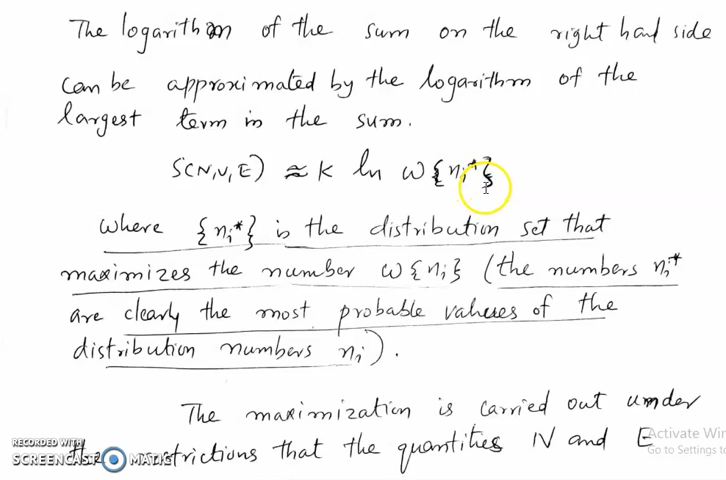 The logarithm of the sum on the right hand side
can be approximated by the logarithm of the
largest term in the sum.
S(N,V,E) ≈ k ln ω{nᵢ*}
where {nᵢ*} is the distribution set that
maximizes the number ω{nᵢ} (the numbers nᵢ*
are clearly the most probable values of the
distribution numbers nᵢ).
The maximization is carried out under
restrictions that the quantities N and E
Activate Win
Go to Settings to
RECORDED WITH
SCREENCAST MATIC